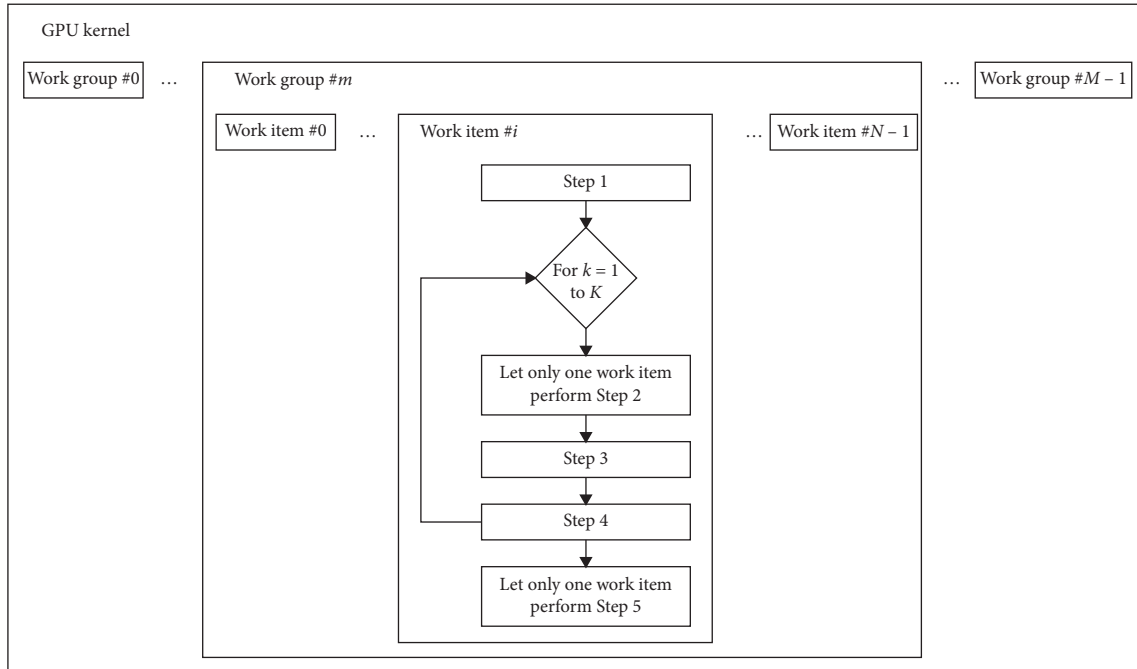 GPU kernel
Work group #0
…
Work group #m
…
Work group #M – 1
Work item #0
…
Work item #i
…
Work item #N – 1
Step 1
For k = 1
to K
Let only one work item
perform Step 2
Step 3
Step 4
Let only one work item
perform Step 5